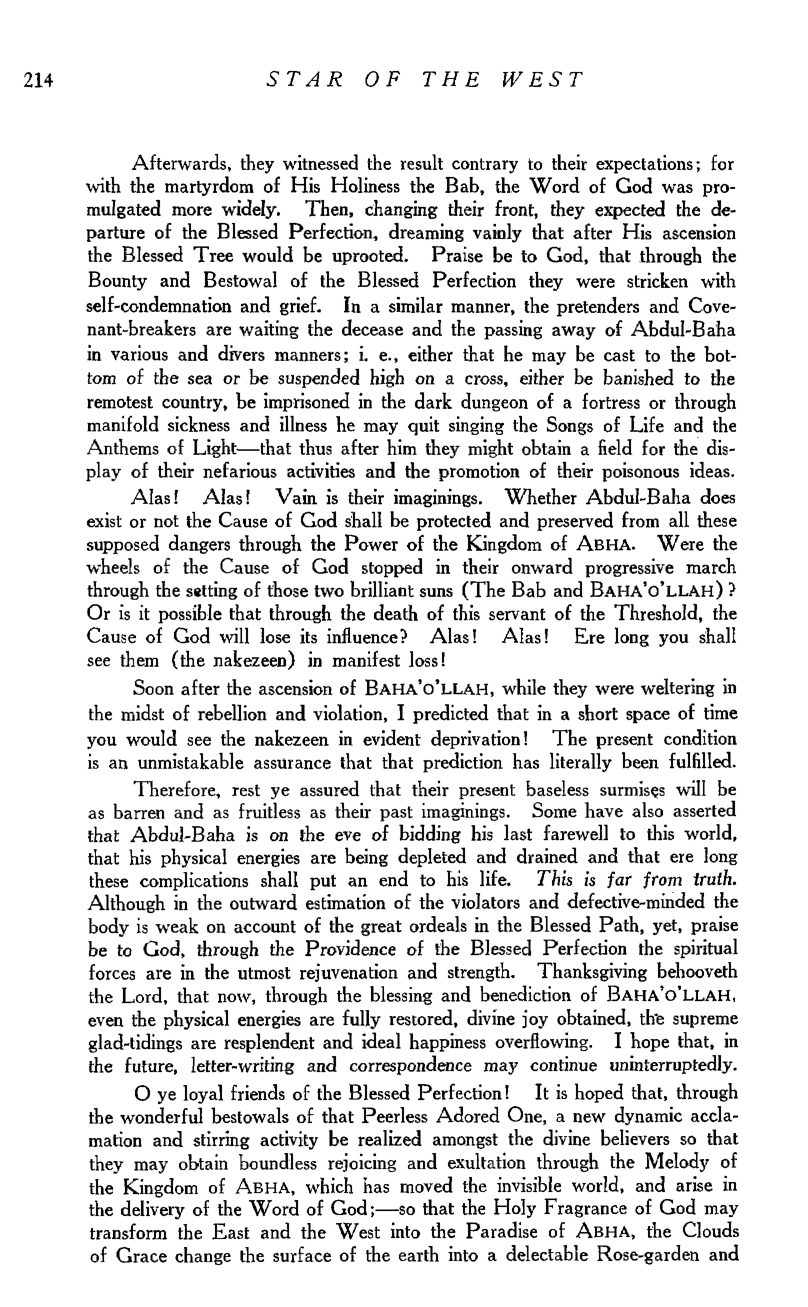 214 STAR OF THE WEST
Afterwards, they witnessed the result contrary to their expectations; for
with the martyrdom of His Holiness the Bab, the Word of God was pro-
mulgated more widely. Then, changing their front, they expected the de-
parture of the Blessed Perfection, dreaming vainly that after His ascension
the Blessed Tree would be uprooted. Praise be to God, that through the
Bounty and Bestowal of the Blessed Perfection they were stricken with
self-condemnation and grief. In a similar manner, the pretenders and Cove-
nant-breakers are waiting the decease and the passing away of Abdul-Baha
in various and divers manners; i. e., either that he may be cast to the bot-
tom of the sea or be suspended high on a cross, either be banished to the
remotest country, be imprisoned in the dark dungeon of a fortress or through
manifold sickness and illness he may quit singing the Songs of Life and the
Anthems of Light—that thus after him they might obtain a field for the dis-
play of their nefarious activities and the promotion of their poisonous ideas.
Alas! Alas! Vain is their imaginings. Whether Abdul-Baha does
exist or not the Cause of God shall be protected and preserved from all these
supposed dangers through the Power of the Kingdom of ABHA. Were the
wheels of the Cause of God stopped in their onward progressive march
through the setting of those two brilliant suns (The Bab and BAHA'O'LLAH)?
Or is it possible that through the death of this servant of the Threshold, the
Cause of God will lose its influence? Alas! Alas! Ere long you shall
see them (the nakezeen) in manifest loss!
Soon after the ascension of BAHA'O'LLAH, while they were weltering in
the midst of rebellion and violation, I predicted that in a short space of time
you would see the nakezeen in evident deprivation! The present condition
is an unmistakable assurance that that prediction has literally been fulfilled.
Therefore, rest ye assured that their present baseless surmises will be
as barren and as fruitless as their past imaginings. Some have also asserted
that Abdul-Baha is on the eve of bidding his last farewell to this world,
that his physical energies are being depleted and drained and that ere long
these complications shall put an end to his life. This is far from truth.
Although in the outward estimation of the violators and defective-minded the
body is weak on account of the great ordeals in the Blessed Path, yet, praise
be to God, through the Providence of the Blessed Perfection the spiritual
forces are in the utmost rejuvenation and strength. Thanksgiving behooveth
the Lord, that now, through the blessing and benediction of BAHA'O'LLAH,
even the physical energies are fully restored, divine joy obtained, the supreme
glad-tidings are resplendent and ideal happiness overflowing. I hope that, in
the future, letter-writing and correspondence may continue uninterruptedly.
O ye loyal friends of the Blessed Perfection! It is hoped that, through
the wonderful bestowals of that Peerless Adored One, a new dynamic accla-
mation and stirring activity be realized amongst the divine believers so that
they may obtain boundless rejoicing and exultation through the Melody of
the Kingdom of ABHA, which has moved the invisible world, and arise in
the delivery of the Word of God;—so that the Holy Fragrance of God may
transform the East and the West into the Paradise of ABHA, the Clouds
of Grace change the surface of the earth into a delectable Rose-garden and